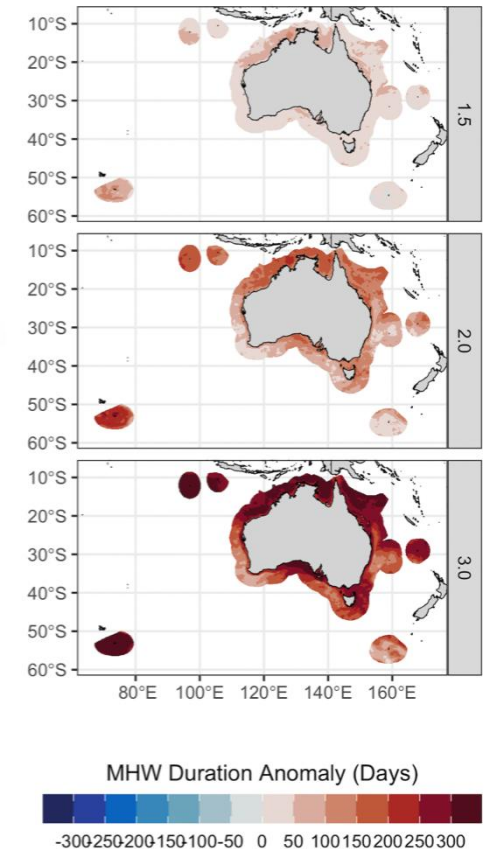 10°S
20°S
30°S
40°S
50°S
60°S
1.5
10°S
20°S
30°S
40°S
50°S
60°S
2.0
10°S
20°S
30°S
40°S
50°S
60°S
3.0
80°E 100°E 120°E 140°E 160°E
MHW Duration Anomaly (Days)
-300-250-200-150-100-50 0 50 100 150 200 250 300